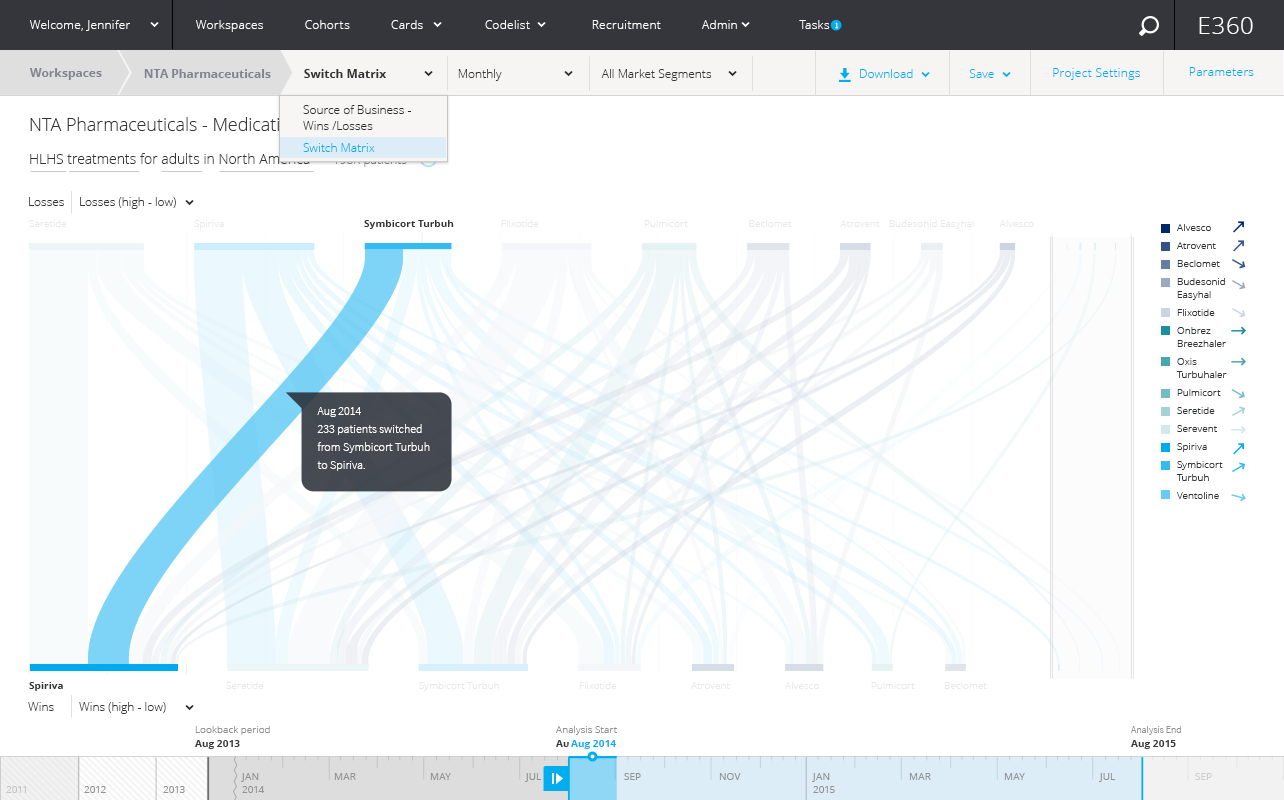 Welcome, Jennifer
Workspaces
Cohorts
Cards
Codelist
Recruitment
Admin
Tasks
E360
Workspaces
NTA Pharmaceuticals
Switch Matrix
Monthly
All Market Segments
Download
Save
Project Settings
Parameters
Source of Business -
Wins /Losses
Switch Matrix
NTA Pharmaceuticals - Medicati
HLHS treatments for adults in North America
patients
Losses
Losses (high - low)
Seretide
Spiriva
Symbicort Turbuh
Flixotide
Pulmicort
Beclomet
Atrovent
Budesonid Easyhal
Alvesco
Alvesco
Atrovent
Beclomet
Budesonid
Easyhal
Flixotide
Onbrez
Breezhaler
Oxis
Turbuhaler
Pulmicort
Seretide
Serevent
Spiriva
Symbicort
Turbuh
Ventoline
Aug 2014
233 patients switched
from Symbicort Turbuh
to Spiriva.
Spiriva
Seretide
Symbicort Turbuh
Flixotide
Atrovent
Alvesco
Pulmicort
Beclomet
Wins
Wins (high - low)
Lookback period
Aug 2013
Analysis Start
Au Aug 2014
Analysis End
Aug 2015
2011
2012
2013
JAN
2014
MAR
MAY
JUL
SEP
NOV
JAN
2015
MAR
MAY
JUL
SEP